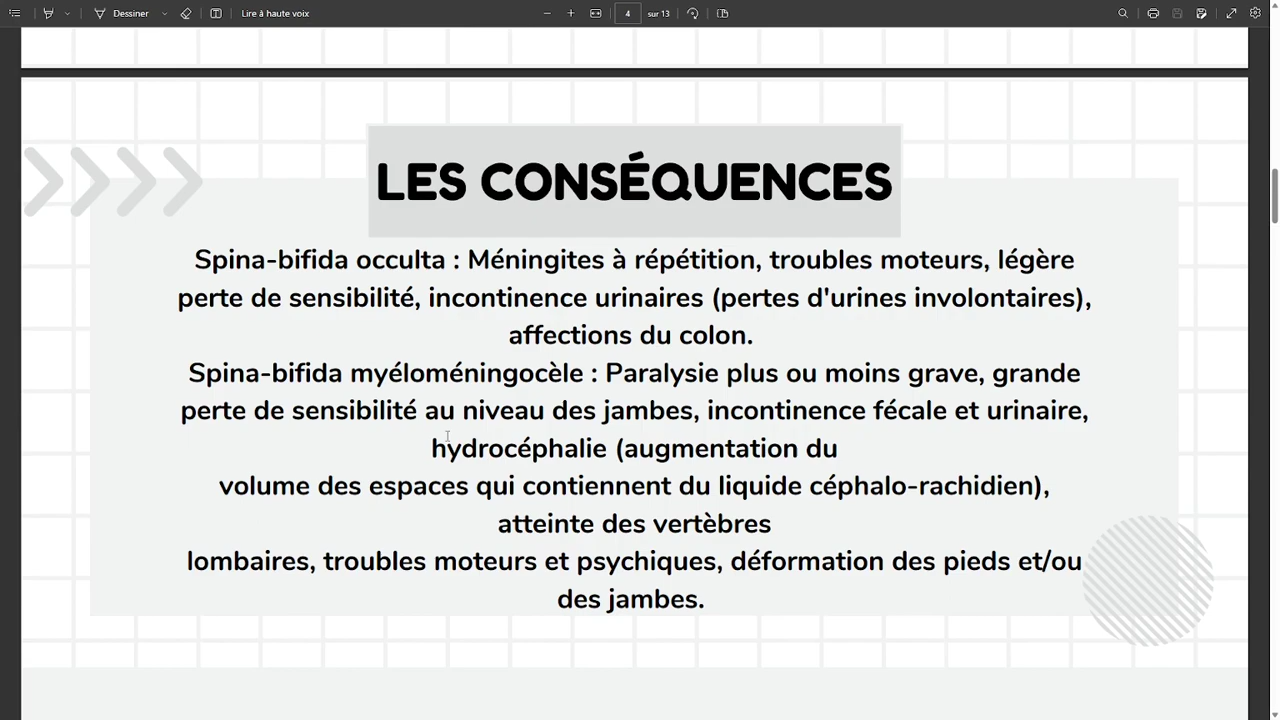 Dessiner
Lire à haute voix
4
sur 13
LES CONSÉQUENCES
Spina-bifida occulta : Méningites à répétition, troubles moteurs, légère
perte de sensibilité, incontinence urinaires (pertes d'urines involontaires),
affections du colon.
Spina-bifida myéloméningocèle : Paralysie plus ou moins grave, grande
perte de sensibilité au niveau des jambes, incontinence fécale et urinaire,
hydrocéphalie (augmentation du
volume des espaces qui contiennent du liquide céphalo-rachidien),
atteinte des vertèbres
lombaires, troubles moteurs et psychiques, déformation des pieds et/ou
des jambes.